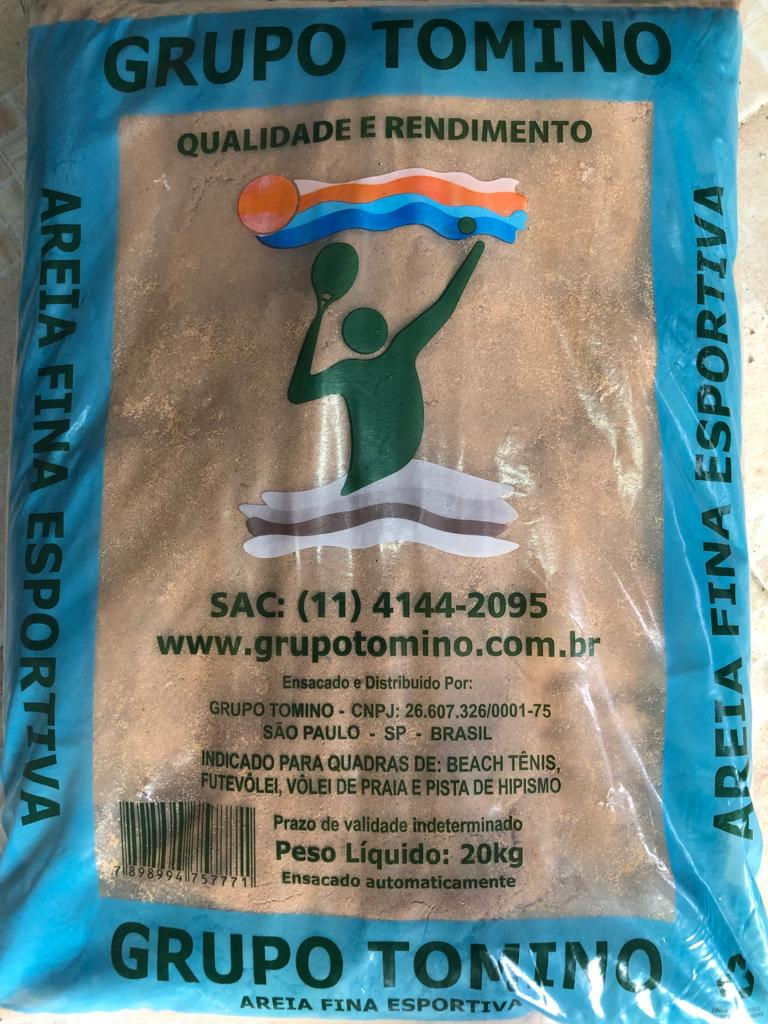 GRUPO TOMINO
QUALIDADE E RENDIMENTO
AREIA FINA ESPORTIVA
AREIA FINA ESPORTIVA
SAC: (11) 4144-2095
www.grupotomino.com.br
Ensacado e Distribuido Por:
GRUPO TOMINO - CNPJ: 26.607.326/0001-75
SÃO PAULO - SP - BRASIL
INDICADO PARA QUADRAS DE: BEACH TÊNIS,
FUTEVÔLEI, VÔLEI DE PRAIA E PISTA DE HIPISMO
Prazo de validade indeterminado
Peso Líquido: 20kg
Ensacado automaticamente
7 898994 757771
GRUPO TOMINO
AREIA FINA ESPORTIVA